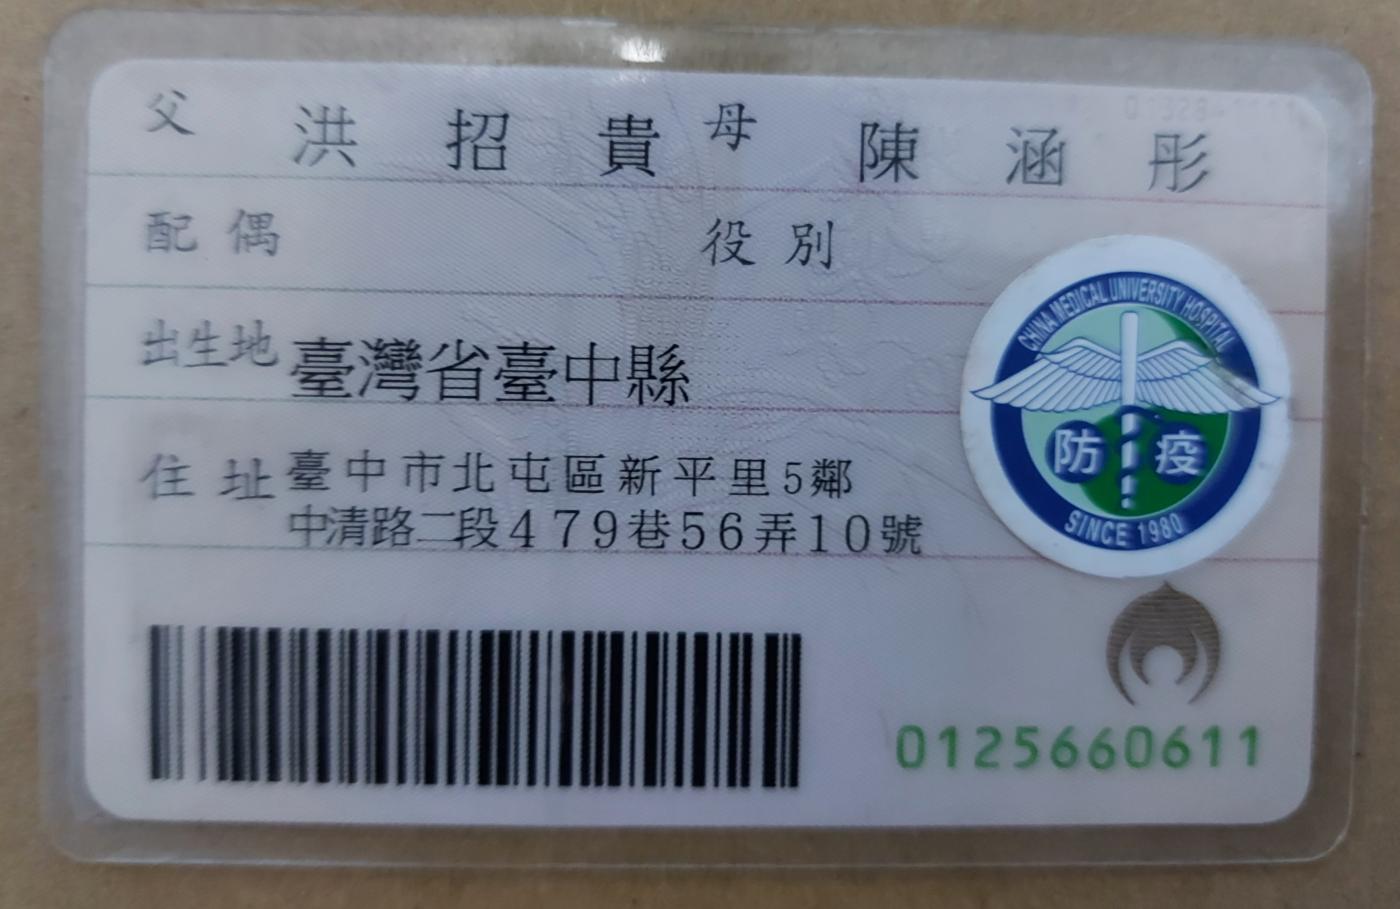 父 洪招貴 母 陳涵彤
配偶 役別
出生地 臺灣省臺中縣
住址 臺中市北屯區新平里5鄰
中清路二段479巷56弄10號
CHINA MEDICAL UNIVERSITY HOSPITAL
防疫
SINCE 1980
0125660611